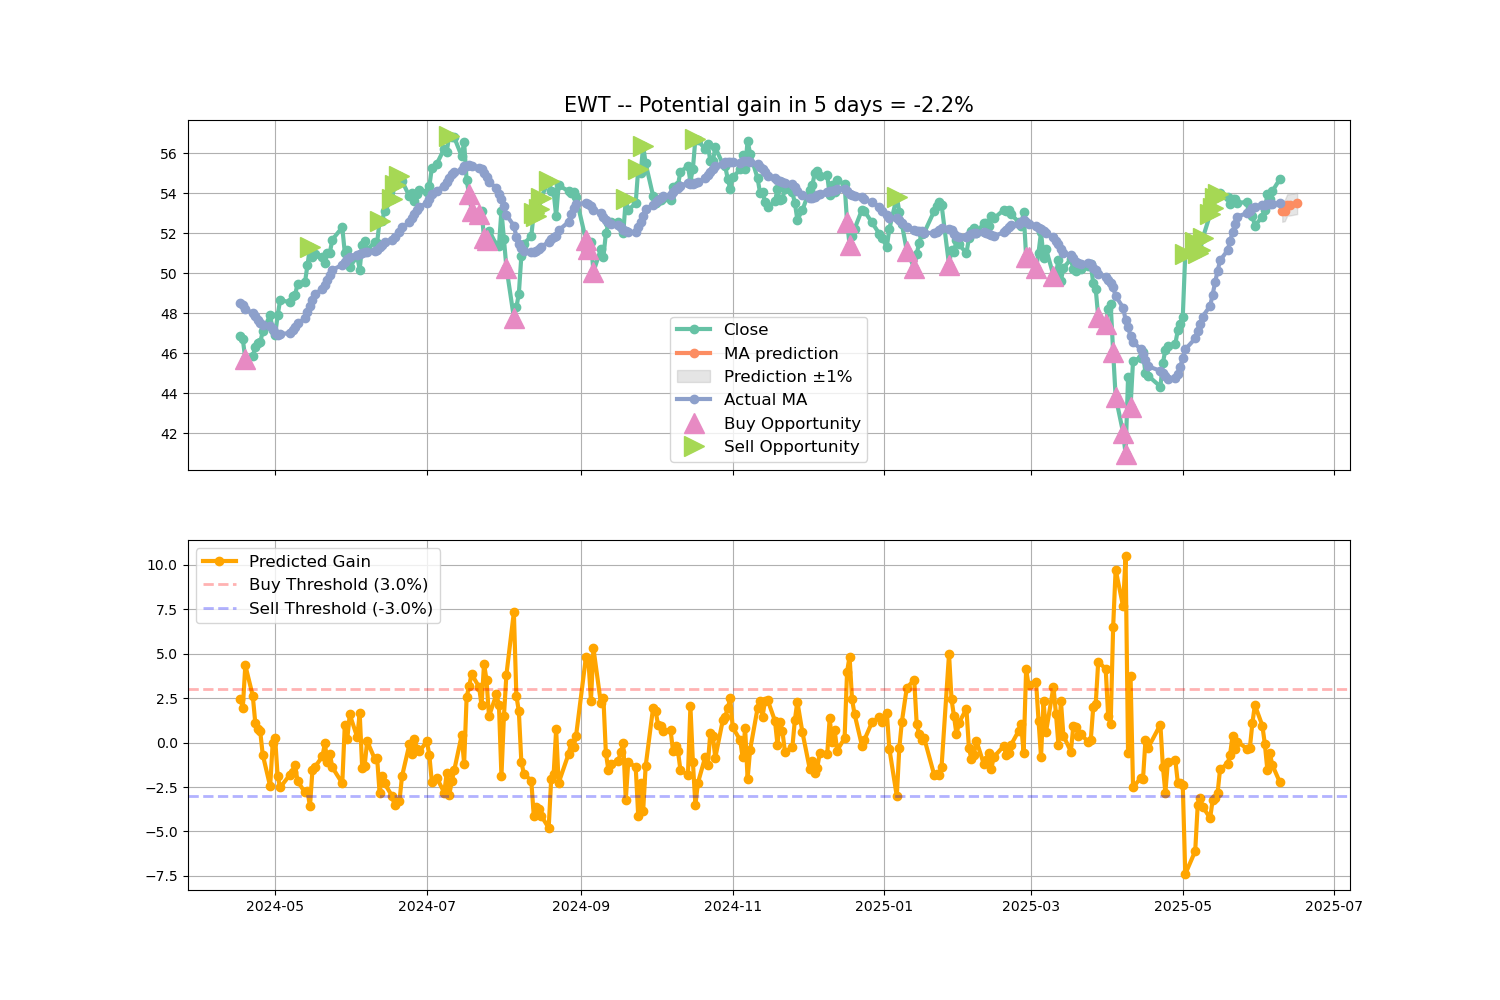 EWT -- Potential gain in 5 days = -2.2%
56
54
52
50
48
46
44
42
Close
MA prediction
Prediction ±1%
Actual MA
Buy Opportunity
Sell Opportunity
10.0
7.5
5.0
2.5
0.0
−2.5
−5.0
−7.5
Predicted Gain
Buy Threshold (3.0%)
Sell Threshold (-3.0%)
2024-05
2024-07
2024-09
2024-11
2025-01
2025-03
2025-05
2025-07